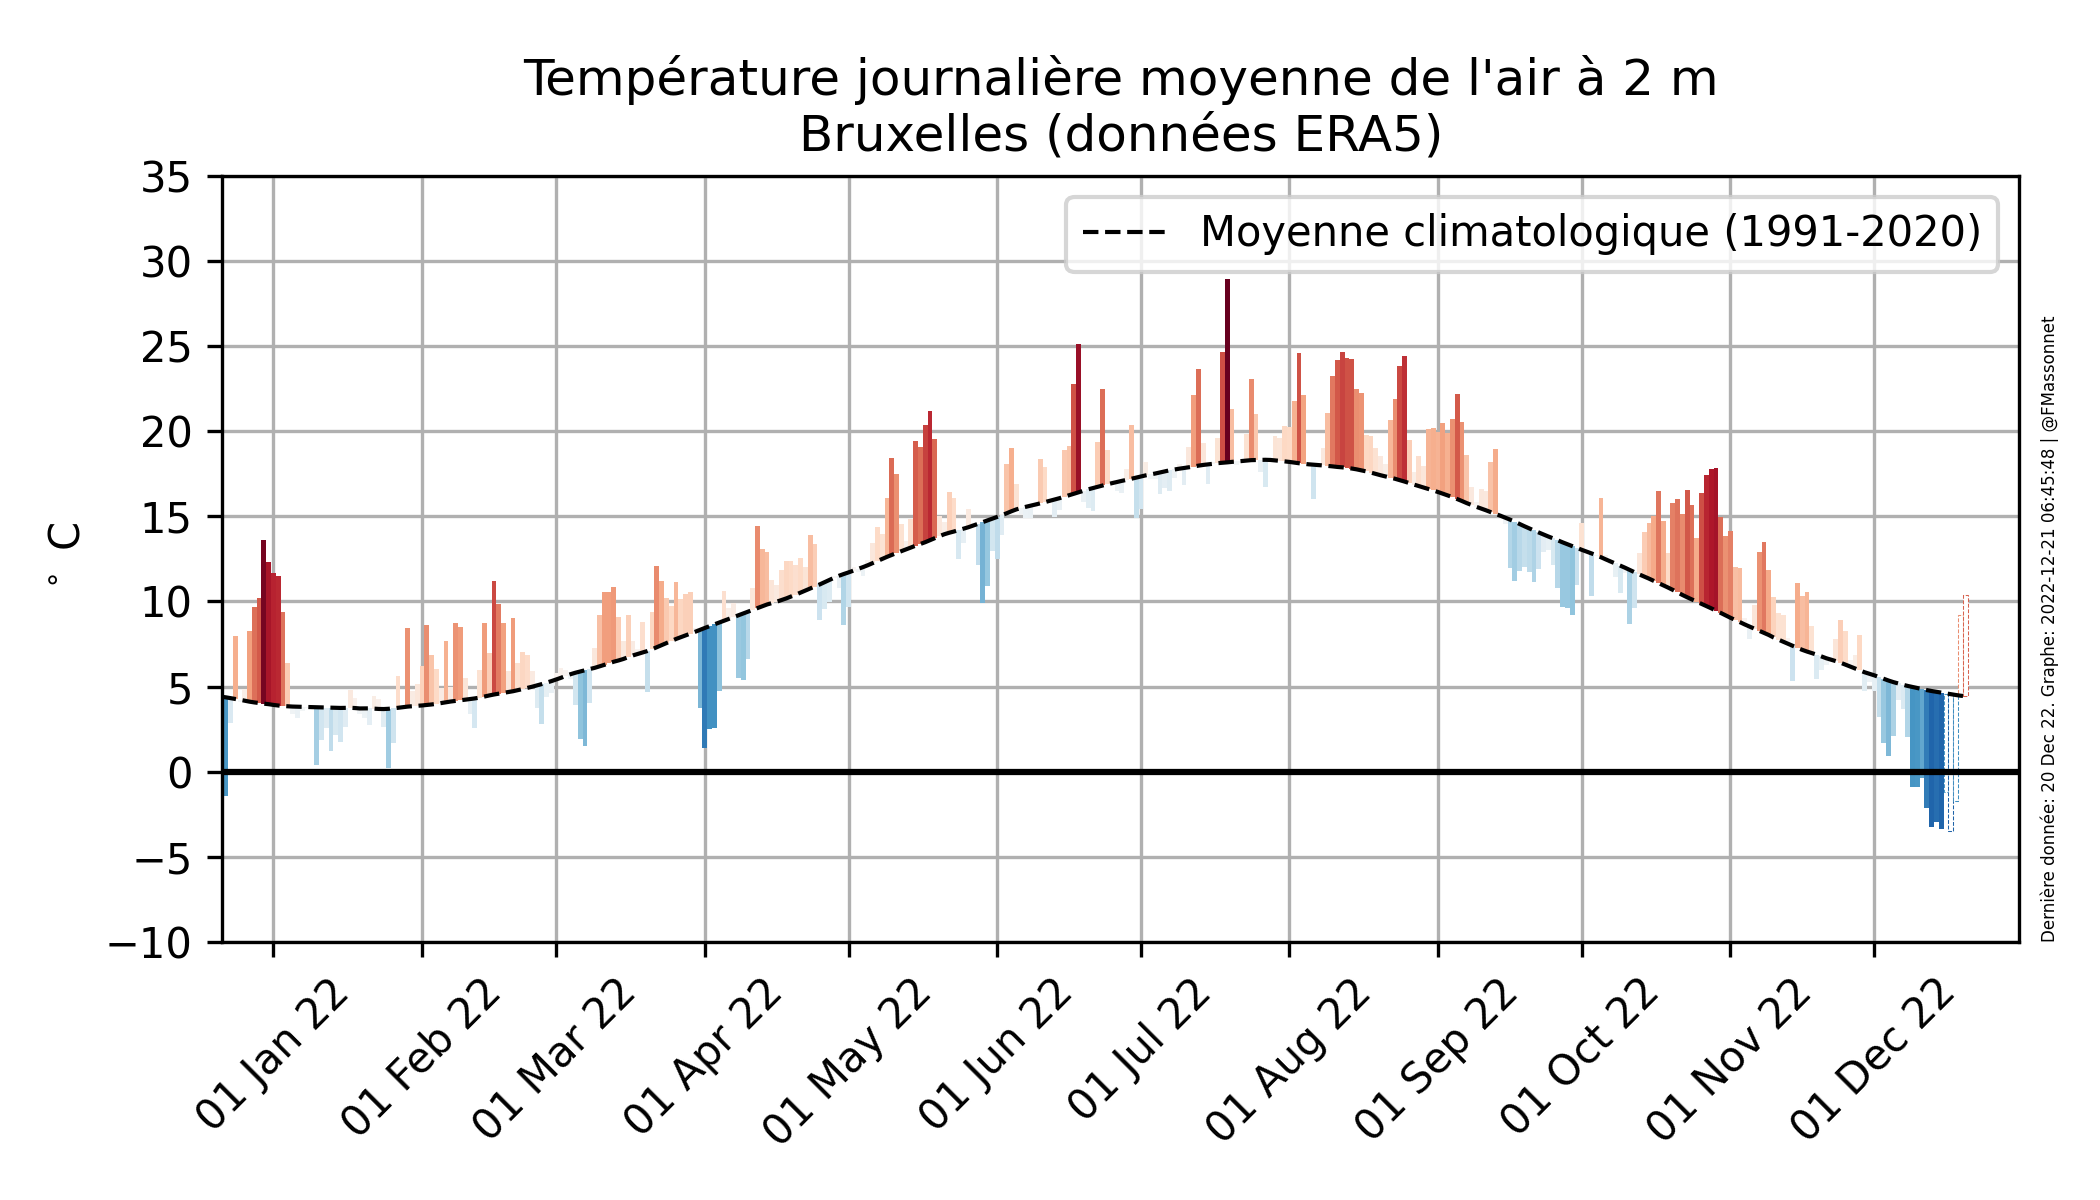 Température journalière moyenne de l'air à 2 m
Bruxelles (données ERA5)
Moyenne climatologique (1991-2020)
35
30
25
20
15
10
5
0
−5
−10
° C
01 Jan 22
01 Feb 22
01 Mar 22
01 Apr 22
01 May 22
01 Jun 22
01 Jul 22
01 Aug 22
01 Sep 22
01 Oct 22
01 Nov 22
01 Dec 22
Dernière donnée: 20 Dec 22. Graphe: 2022-12-21 06:45:48 | @FMassonnet